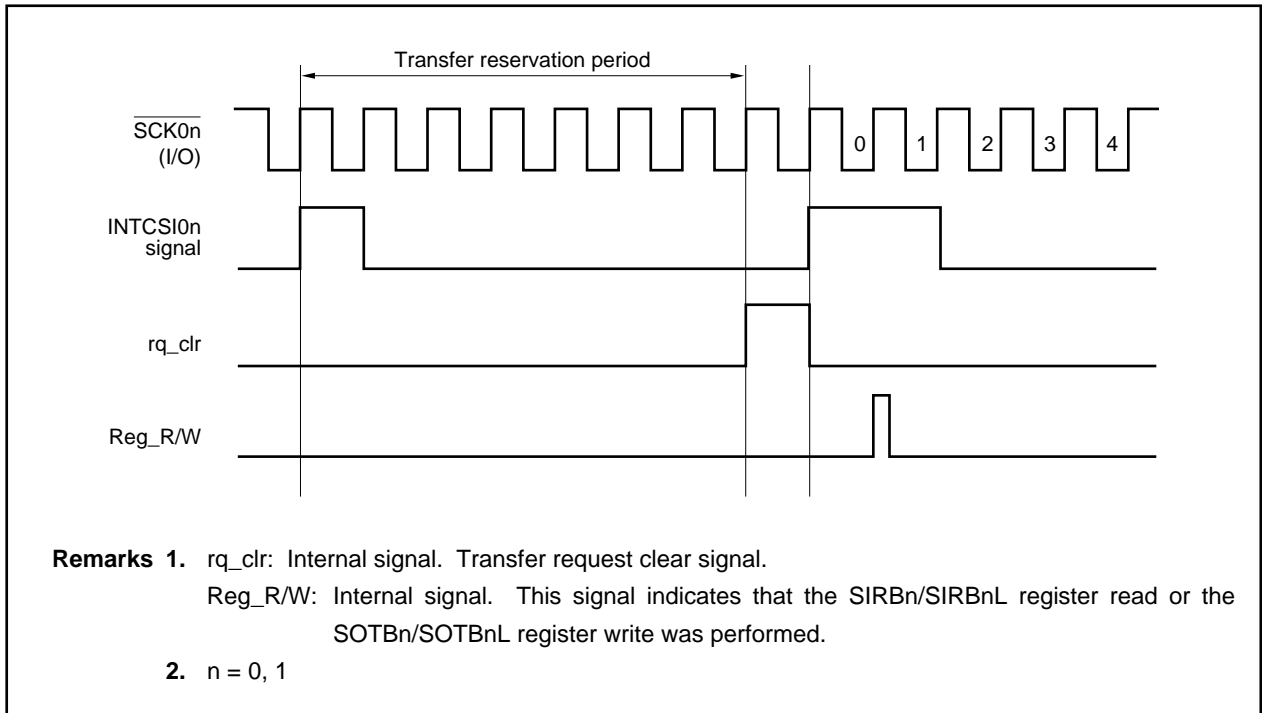 Transfer reservation period
SCK0n
(I/O)
0 1 2 3 4
INTCSI0n
signal
rq_clr
Reg_R/W
Remarks 1. rq_clr: Internal signal. Transfer request clear signal.
Reg_R/W: Internal signal. This signal indicates that the SIRBn/SIRBnL register read or the
SOTBn/SOTBnL register write was performed.
2. n = 0, 1